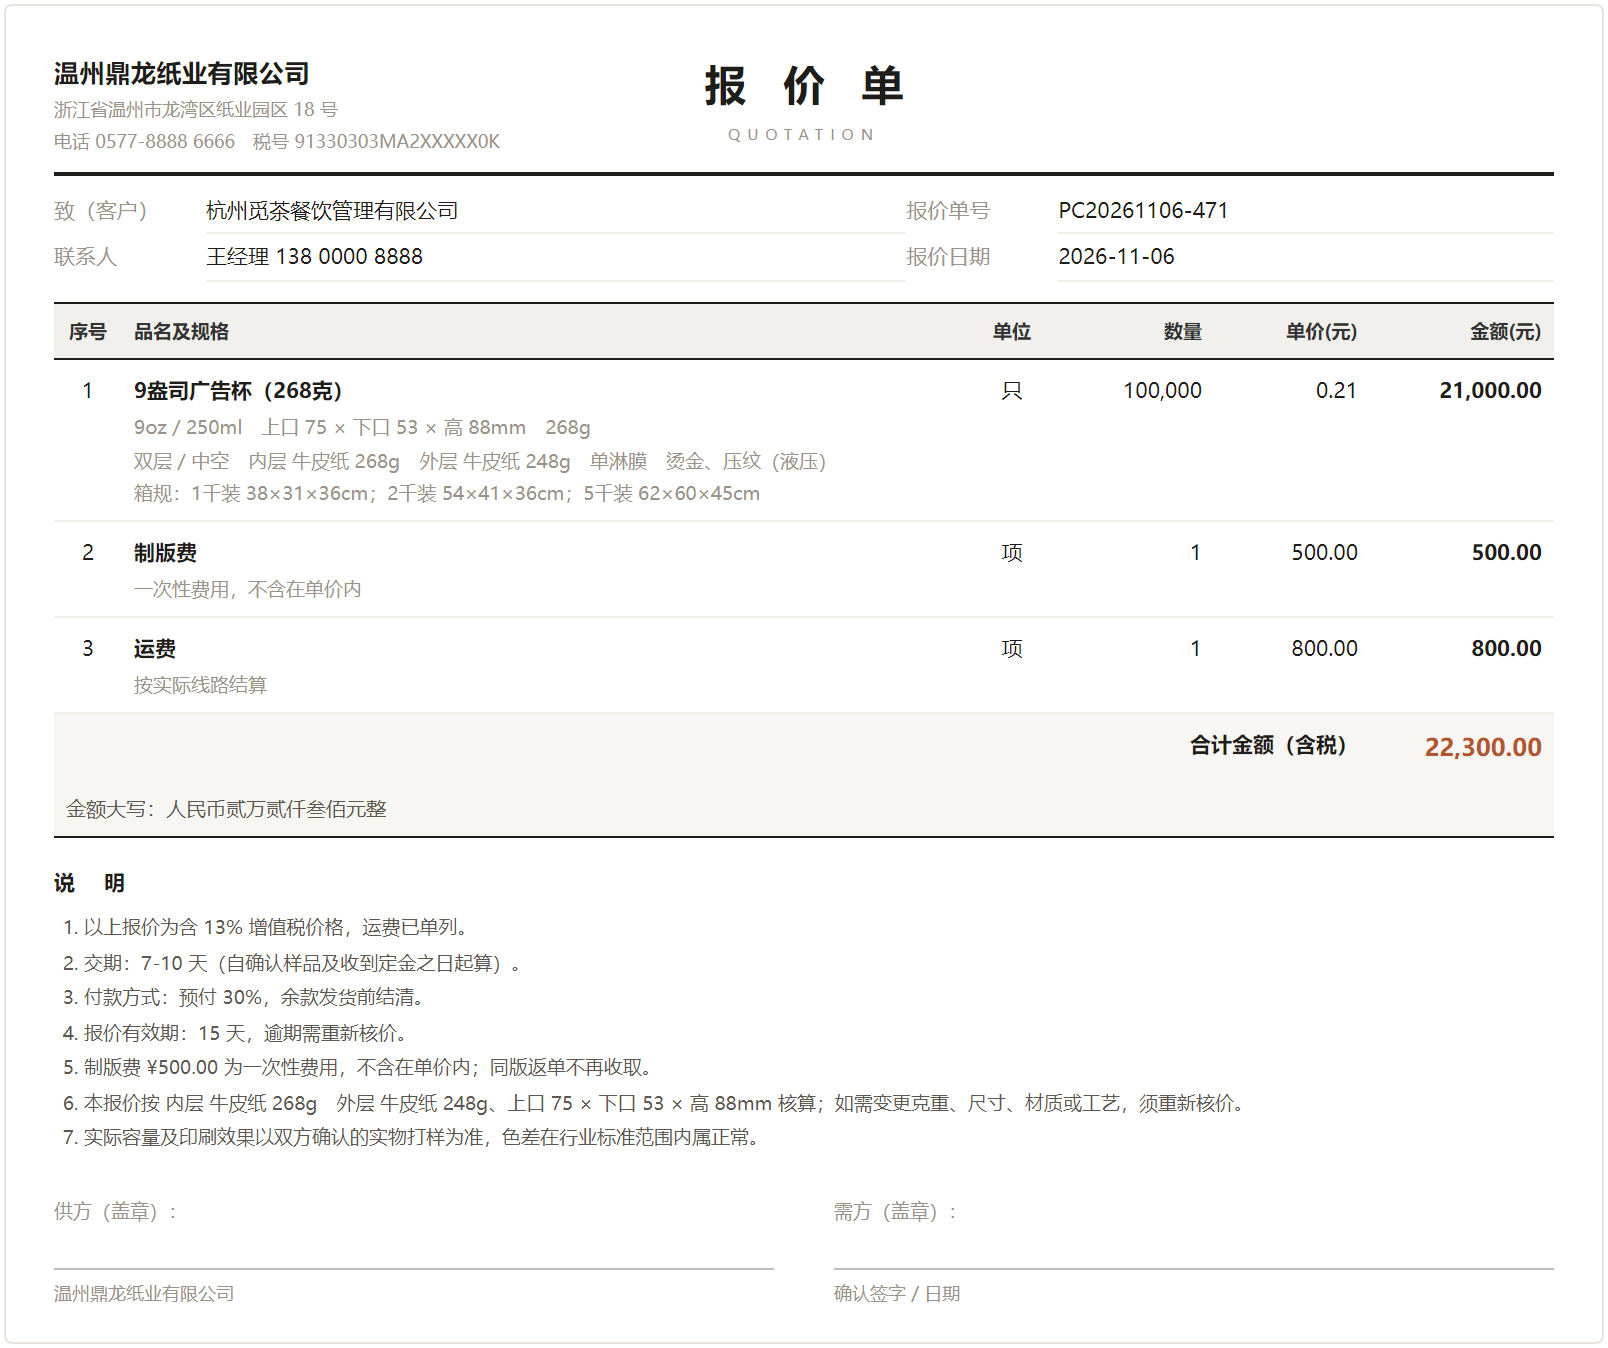 温州鼎龙纸业有限公司
浙江省温州市龙湾区纸业园区 18 号
电话 0577-8888 6666 税号 91330303MA2XXXXX0K
报 价 单
QUOTATION
致（客户） 杭州觅茶餐饮管理有限公司 报价单号 PC20261106-471
联系人 王经理 138 0000 8888 报价日期 2026-11-06
序号 品名及规格 单位 数量 单价(元) 金额(元)
1 9盎司广告杯（268克） 只 100,000 0.21 21,000.00
9oz / 250ml 上口 75 × 下口 53 × 高 88mm 268g
双层 / 中空 内层 牛皮纸 268g 外层 牛皮纸 248g 单淋膜 烫金、压纹（液压）
箱规：1千装 38×31×36cm；2千装 54×41×36cm；5千装 62×60×45cm
2 制版费 项 1 500.00 500.00
一次性费用，不含在单价内
3 运费 项 1 800.00 800.00
按实际线路结算
合计金额（含税） 22,300.00
金额大写：人民币贰万贰仟叁佰元整
说 明
1. 以上报价为含 13% 增值税价格，运费已单列。
2. 交期：7-10 天（自确认样品及收到定金之日起算）。
3. 付款方式：预付 30%，余款发货前结清。
4. 报价有效期：15 天，逾期需重新核价。
5. 制版费 ¥500.00 为一次性费用，不含在单价内；同版返单不再收取。
6. 本报价按 内层 牛皮纸 268g 外层 牛皮纸 248g、上口 75 × 下口 53 × 高 88mm 核算；如需变更克重、尺寸、材质或工艺，须重新核价。
7. 实际容量及印刷效果以双方确认的实物打样为准，色差在行业标准范围内属正常。
供方（盖章）： 需方（盖章）：
温州鼎龙纸业有限公司 确认签字 / 日期